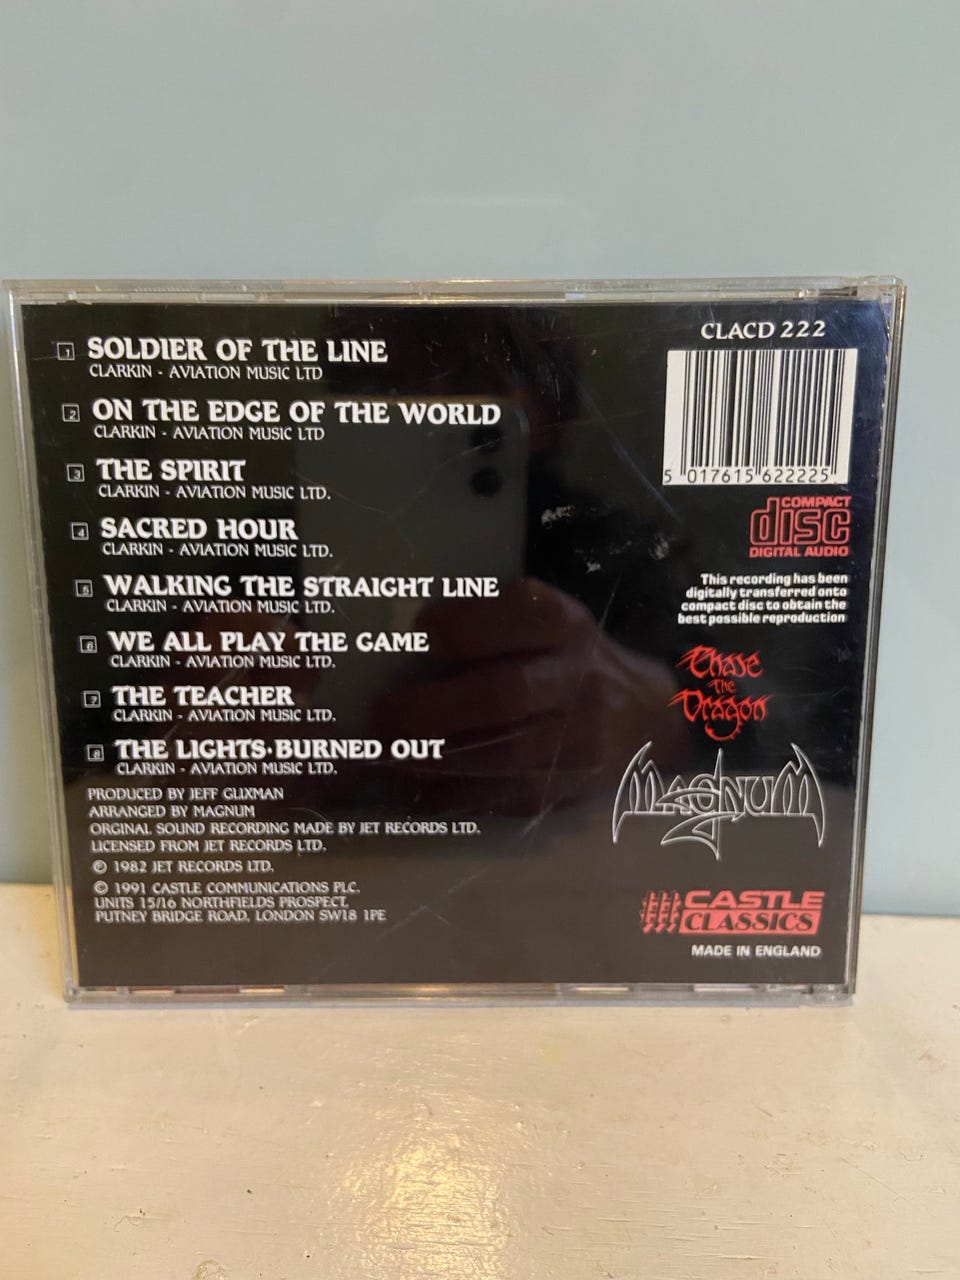 1 SOLDIER OF THE LINE
CLARKIN - AVIATION MUSIC LTD
2 ON THE EDGE OF THE WORLD
CLARKIN - AVIATION MUSIC LTD
3 THE SPIRIT
CLARKIN - AVIATION MUSIC LTD.
4 SACRED HOUR
CLARKIN - AVIATION MUSIC LTD.
5 WALKING THE STRAIGHT LINE
CLARKIN - AVIATION MUSIC LTD.
6 WE ALL PLAY THE GAME
CLARKIN - AVIATION MUSIC LTD.
7 THE TEACHER
CLARKIN - AVIATION MUSIC LTD.
8 THE LIGHTS·BURNED OUT
CLARKIN - AVIATION MUSIC LTD.
PRODUCED BY JEFF GLIXMAN
ARRANGED BY MAGNUM
ORGINAL SOUND RECORDING MADE BY JET RECORDS LTD.
LICENSED FROM JET RECORDS LTD.
℗ 1982 JET RECORDS LTD.
© 1991 CASTLE COMMUNICATIONS PLC.
UNITS 15/16 NORTHFIELDS PROSPECT,
PUTNEY BRIDGE ROAD, LONDON SW18 1PE
CLACD 222
5 017615 622225
COMPACT
disc
DIGITAL AUDIO
This recording has been
digitally transferred onto
compact disc to obtain the
best possible reproduction
Chase
The
Dragon
MAGNUM
CASTLE
CLASSICS
MADE IN ENGLAND